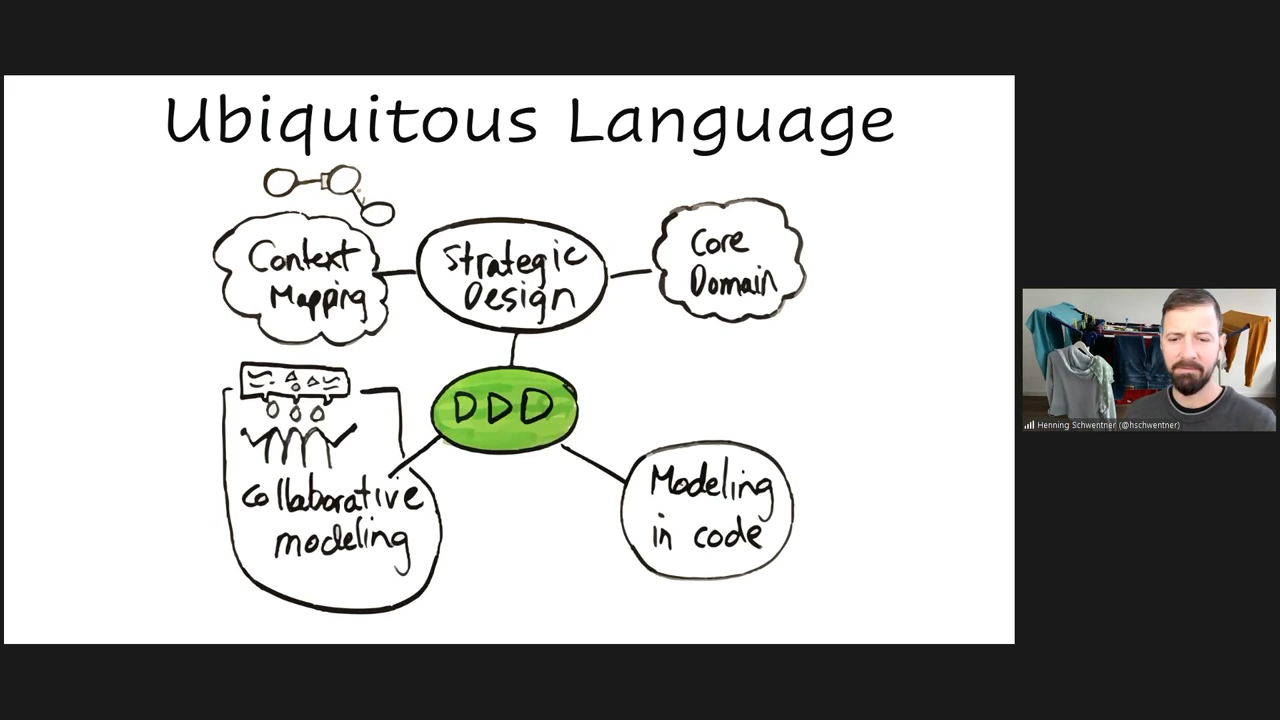 Ubiquitous Language
Context
Mapping
Strategic
Design
Core
Domain
DDD
collaborative
modeling
Modeling
in code
Henning Schwentner (@hschwentner)